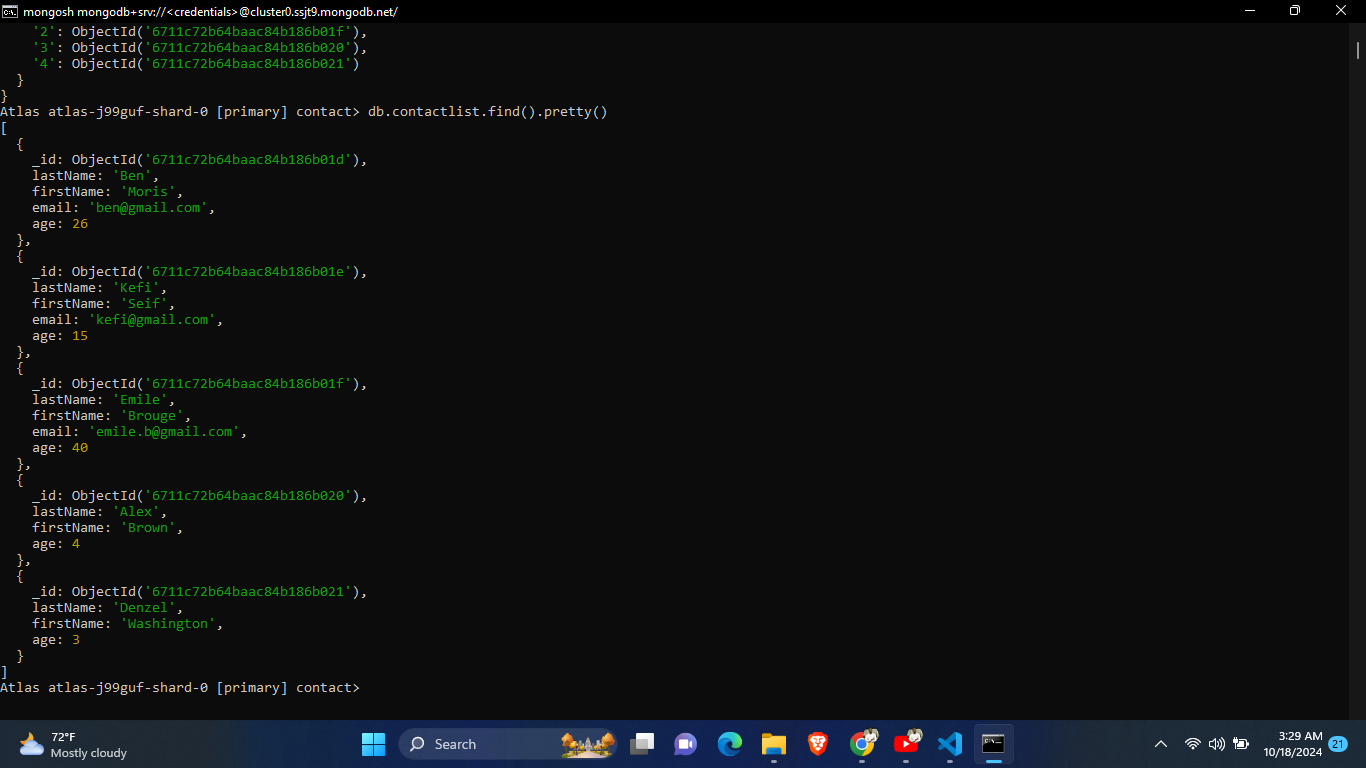 mongosh mongodb+srv://<credentials>@cluster0.ssjt9.mongodb.net/
'2': ObjectId('6711c72b64baac84b186b01f'),
'3': ObjectId('6711c72b64baac84b186b020'),
'4': ObjectId('6711c72b64baac84b186b021')
}
}
Atlas atlas-j99guf-shard-0 [primary] contact> db.contactlist.find().pretty()
[
{
_id: ObjectId('6711c72b64baac84b186b01d'),
lastName: 'Ben',
firstName: 'Moris',
email: 'ben@gmail.com',
age: 26
},
{
_id: ObjectId('6711c72b64baac84b186b01e'),
lastName: 'Kefi',
firstName: 'Seif',
email: 'kefi@gmail.com',
age: 15
},
{
_id: ObjectId('6711c72b64baac84b186b01f'),
lastName: 'Emile',
firstName: 'Brouge',
email: 'emile.b@gmail.com',
age: 40
},
{
_id: ObjectId('6711c72b64baac84b186b020'),
lastName: 'Alex',
firstName: 'Brown',
age: 4
},
{
_id: ObjectId('6711c72b64baac84b186b021'),
lastName: 'Denzel',
firstName: 'Washington',
age: 3
}
]
Atlas atlas-j99guf-shard-0 [primary] contact>
72°F
Mostly cloudy
Search
3:29 AM
10/18/2024
21